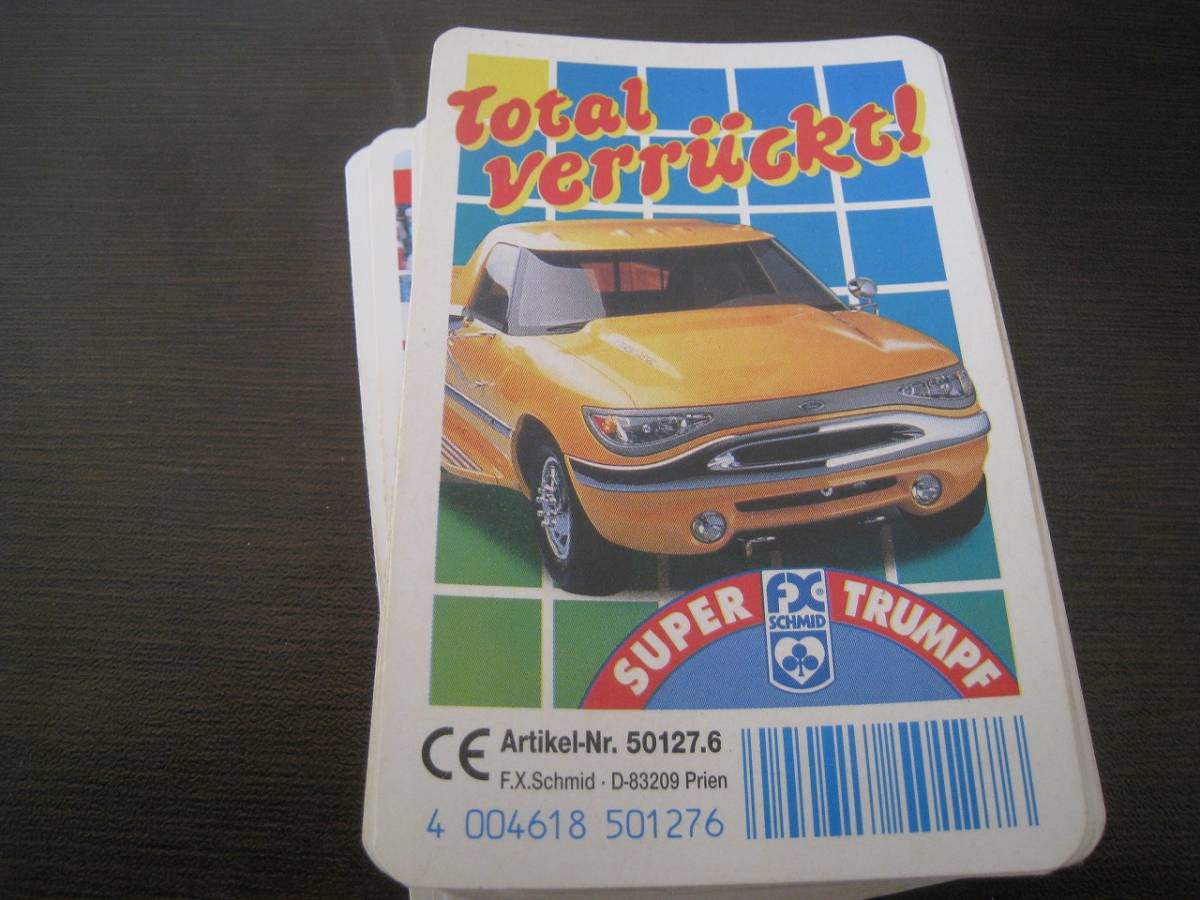 Total
verrückt!
SUPER FX® SCHMID TRUMPF
CE Artikel-Nr. 50127.6
F.X.Schmid · D-83209 Prien
4 004618 501276